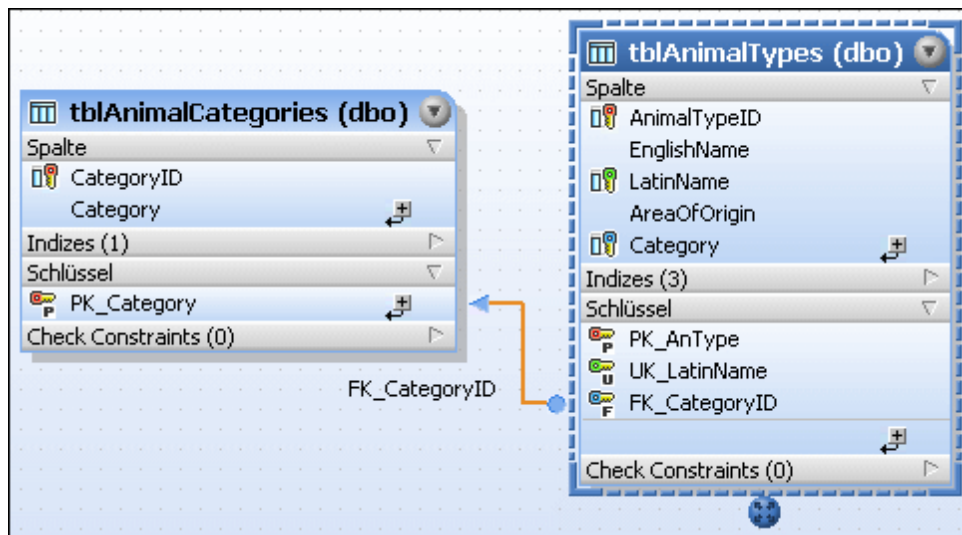 tblAnimalCategories (dbo)
Spalte
CategoryID
Category
Indizes (1)
Schlüssel
PK_Category
Check Constraints (0)
FK_CategoryID
tblAnimalTypes (dbo)
Spalte
AnimalTypeID
EnglishName
LatinName
AreaOfOrigin
Category
Indizes (3)
Schlüssel
PK_AnType
UK_LatinName
FK_CategoryID
Check Constraints (0)